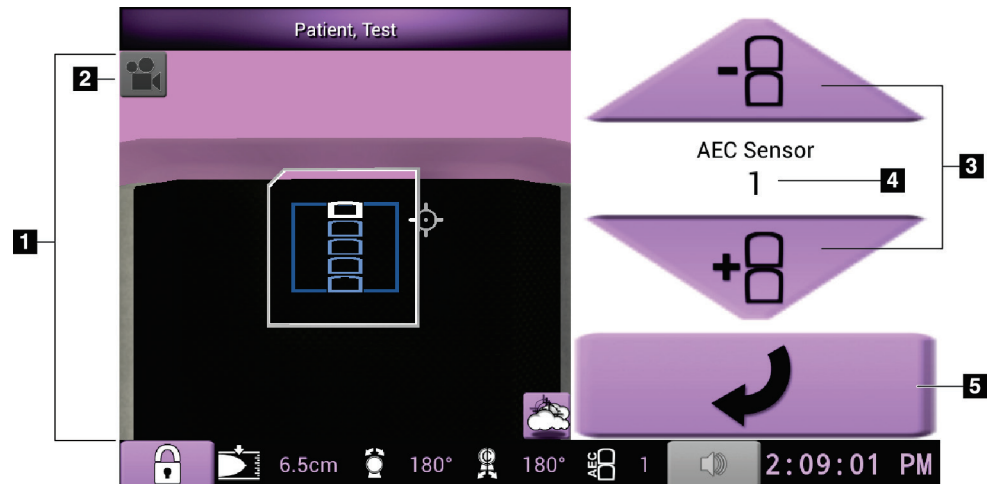 Patient, Test
1
2
3
4
5
AEC Sensor
1
6.5cm
180°
180°
AEC
1
2:09:01 PM